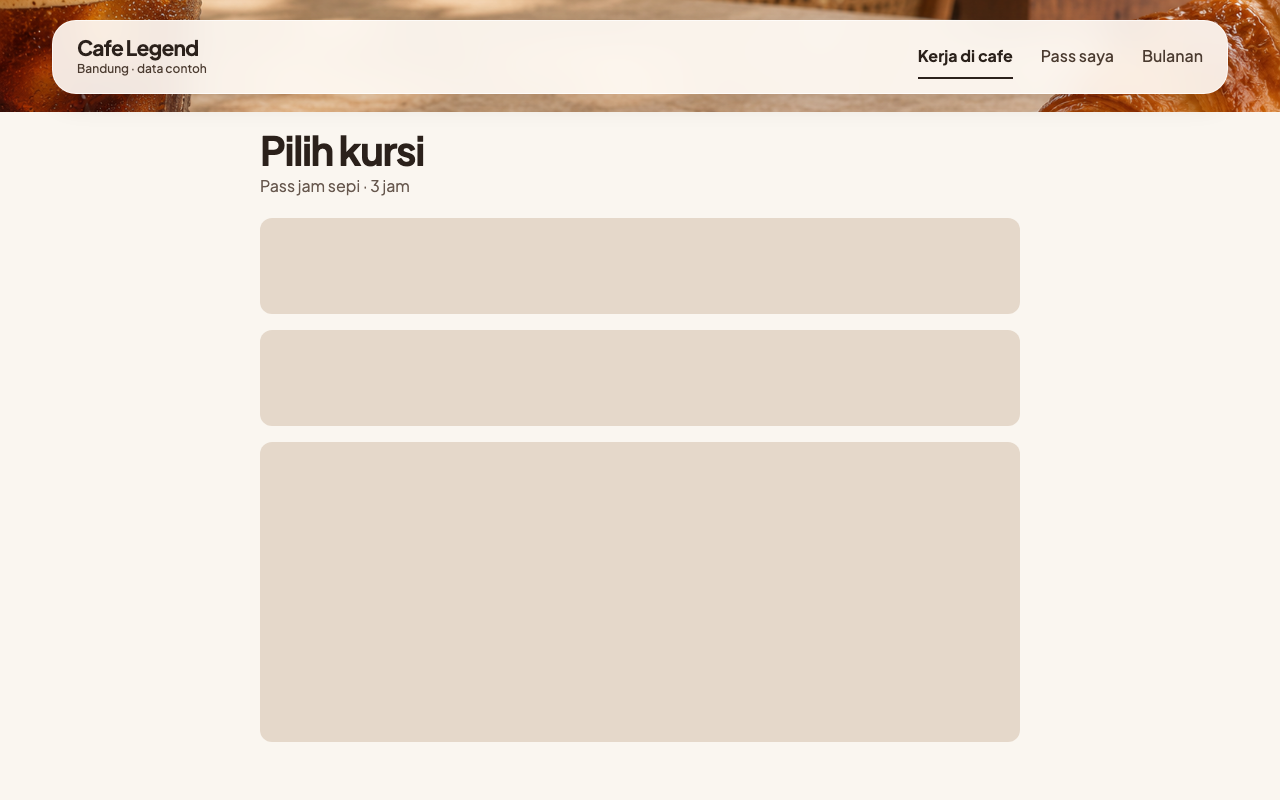 Cafe Legend
Bandung · data contoh
Kerja di cafe
Pass saya
Bulanan
Pilih kursi
Pass jam sepi · 3 jam